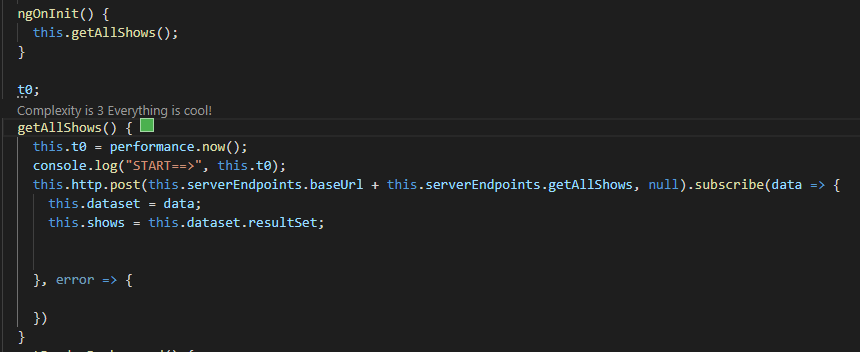 ngOnInit() {
this.getAllShows();
}
t0;
Complexity is 3 Everything is cool!
getAllShows() {
this.t0 = performance.now();
console.log("START==>", this.t0);
this.http.post(this.serverEndpoints.baseUrl + this.serverEndpoints.getAllShows, null).subscribe(data => {
this.dataset = data;
this.shows = this.dataset.resultSet;
}, error => {
})
}